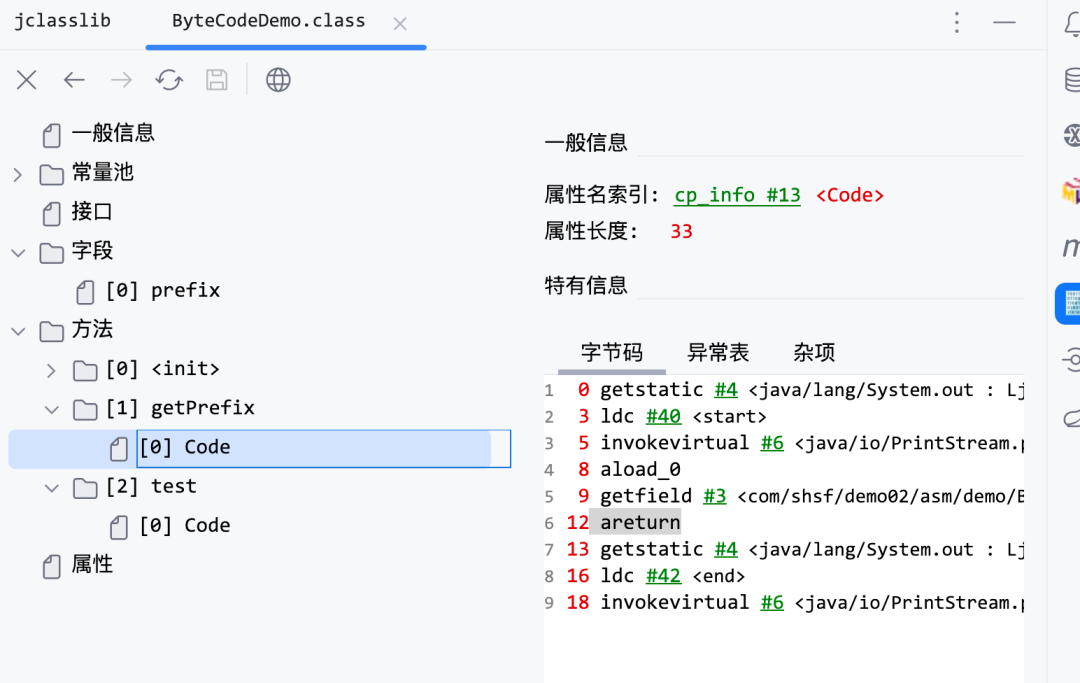 jclasslib ByteCodeDemo.class
一般信息
常量池
接口
字段
[0] prefix
方法
[0] <init>
[1] getPrefix
[0] Code
[2] test
[0] Code
属性
一般信息
属性名索引: cp_info #13 <Code>
属性长度: 33
特有信息
字节码 异常表 杂项
1 0 getstatic #4 <java/lang/System.out : Lj
2 3 ldc #40 <start>
3 5 invokevirtual #6 <java/io/PrintStream.p
4 8 aload_0
5 9 getfield #3 <com/shsf/demo02/asm/demo/B
6 12 areturn
7 13 getstatic #4 <java/lang/System.out : Lj
8 16 ldc #42 <end>
9 18 invokevirtual #6 <java/io/PrintStream.p